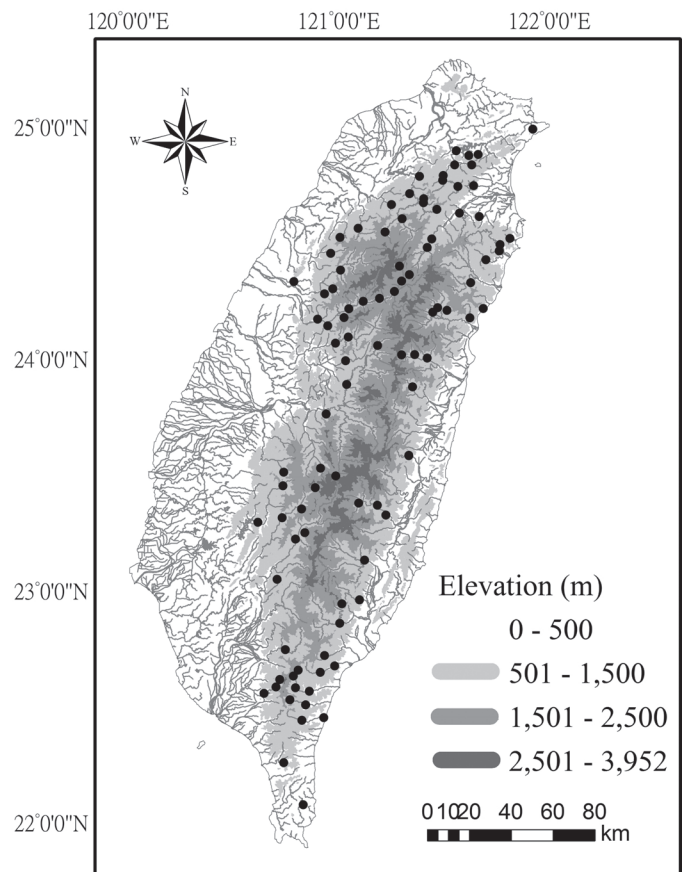 120°0'0"E 121°0'0"E 122°0'0"E
N
W E
S
25°0'0"N
24°0'0"N
23°0'0"N
22°0'0"N
Elevation (m)
0 - 500
501 - 1,500
1,501 - 2,500
2,501 - 3,952
0 10 20 40 60 80
km